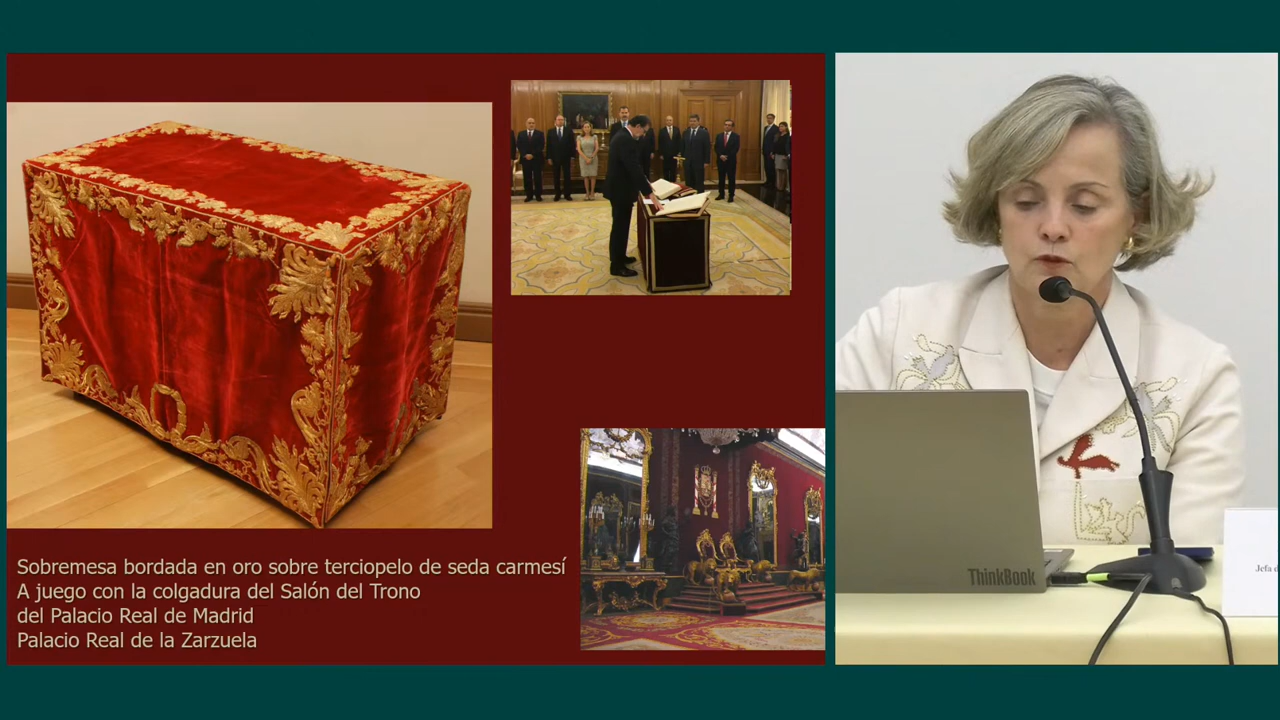 Sobremesa bordada en oro sobre terciopelo de seda carmesí
A juego con la colgadura del Salón del Trono
del Palacio Real de Madrid
Palacio Real de la Zarzuela
ThinkBook
Jefa d